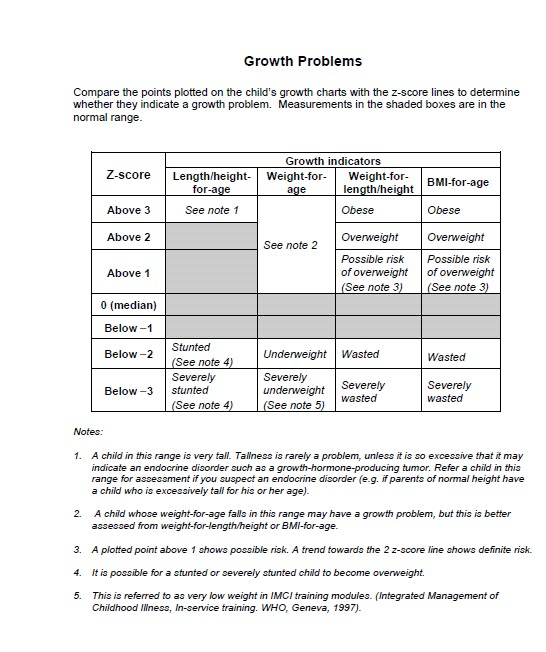 Growth Problems
Compare the points plotted on the child's growth charts with the z-score lines to determine
whether they indicate a growth problem.  Measurements in the shaded boxes are in the
normal range.
Z-score
Growth indicators
Length/height-
for-age
Weight-for-
age
Weight-for-
length/height
BMI-for-age
Above 3
See note 1
See note 2
Obese
Obese
Above 2
Overweight
Overweight
Above 1
Possible risk
of overweight
(See note 3)
Possible risk
of overweight
(See note 3)
0 (median)
Below –1
Below –2
Stunted
(See note 4)
Underweight
Wasted
Wasted
Below –3
Severely
stunted
(See note 4)
Severely
underweight
(See note 5)
Severely
wasted
Severely
wasted
Notes:
1. A child in this range is very tall. Tallness is rarely a problem, unless it is so excessive that it may
indicate an endocrine disorder such as a growth-hormone-producing tumor. Refer a child in this
range for assessment if you suspect an endocrine disorder (e.g. if parents of normal height have
a child who is excessively tall for his or her age).
2. A child whose weight-for-age falls in this range may have a growth problem, but this is better
assessed from weight-for-length/height or BMI-for-age.
3. A plotted point above 1 shows possible risk. A trend towards the 2 z-score line shows definite risk.
4. It is possible for a stunted or severely stunted child to become overweight.
5. This is referred to as very low weight in IMCI training modules. (Integrated Management of
Childhood Illness, In-service training. WHO, Geneva, 1997).